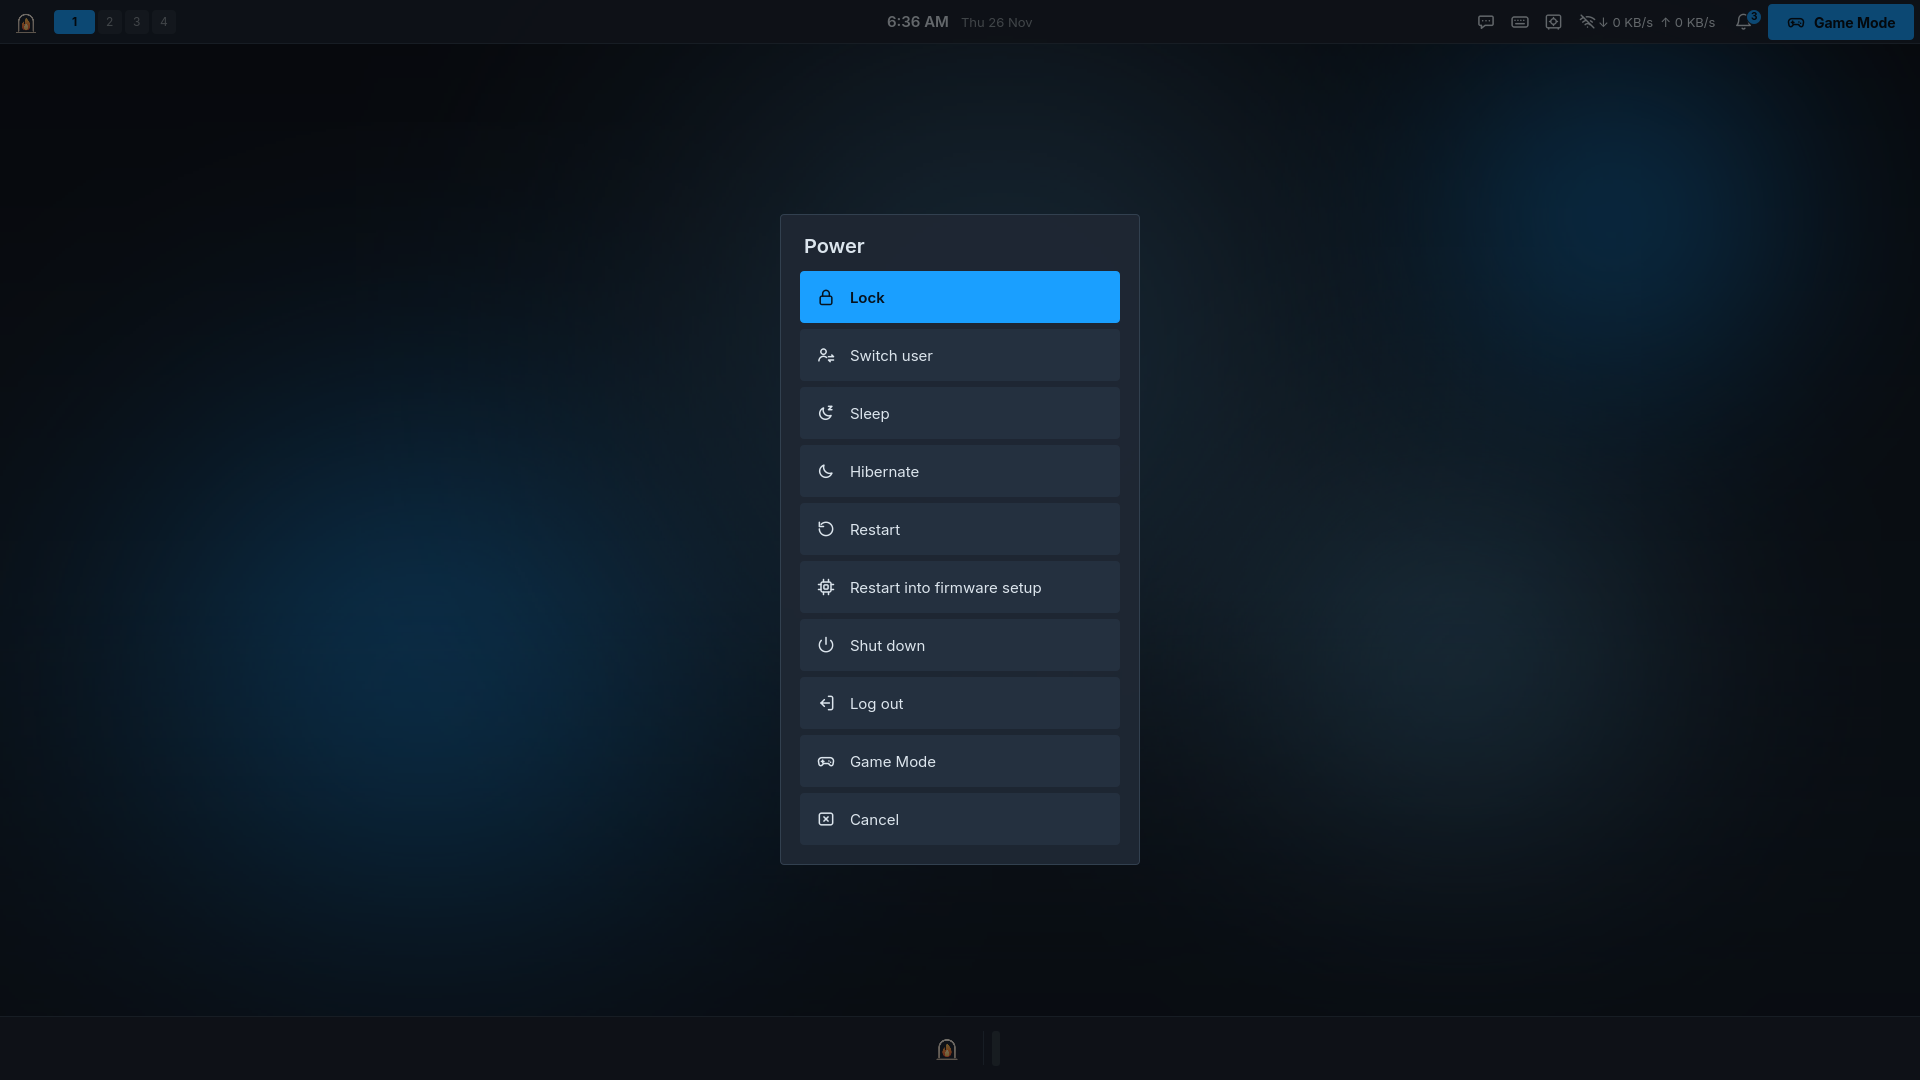 1 2 3 4
6:36 AM Thu 26 Nov
↓ 0 KB/s ↑ 0 KB/s
3
Game Mode
Power
Lock
Switch user
Sleep
Hibernate
Restart
Restart into firmware setup
Shut down
Log out
Game Mode
Cancel